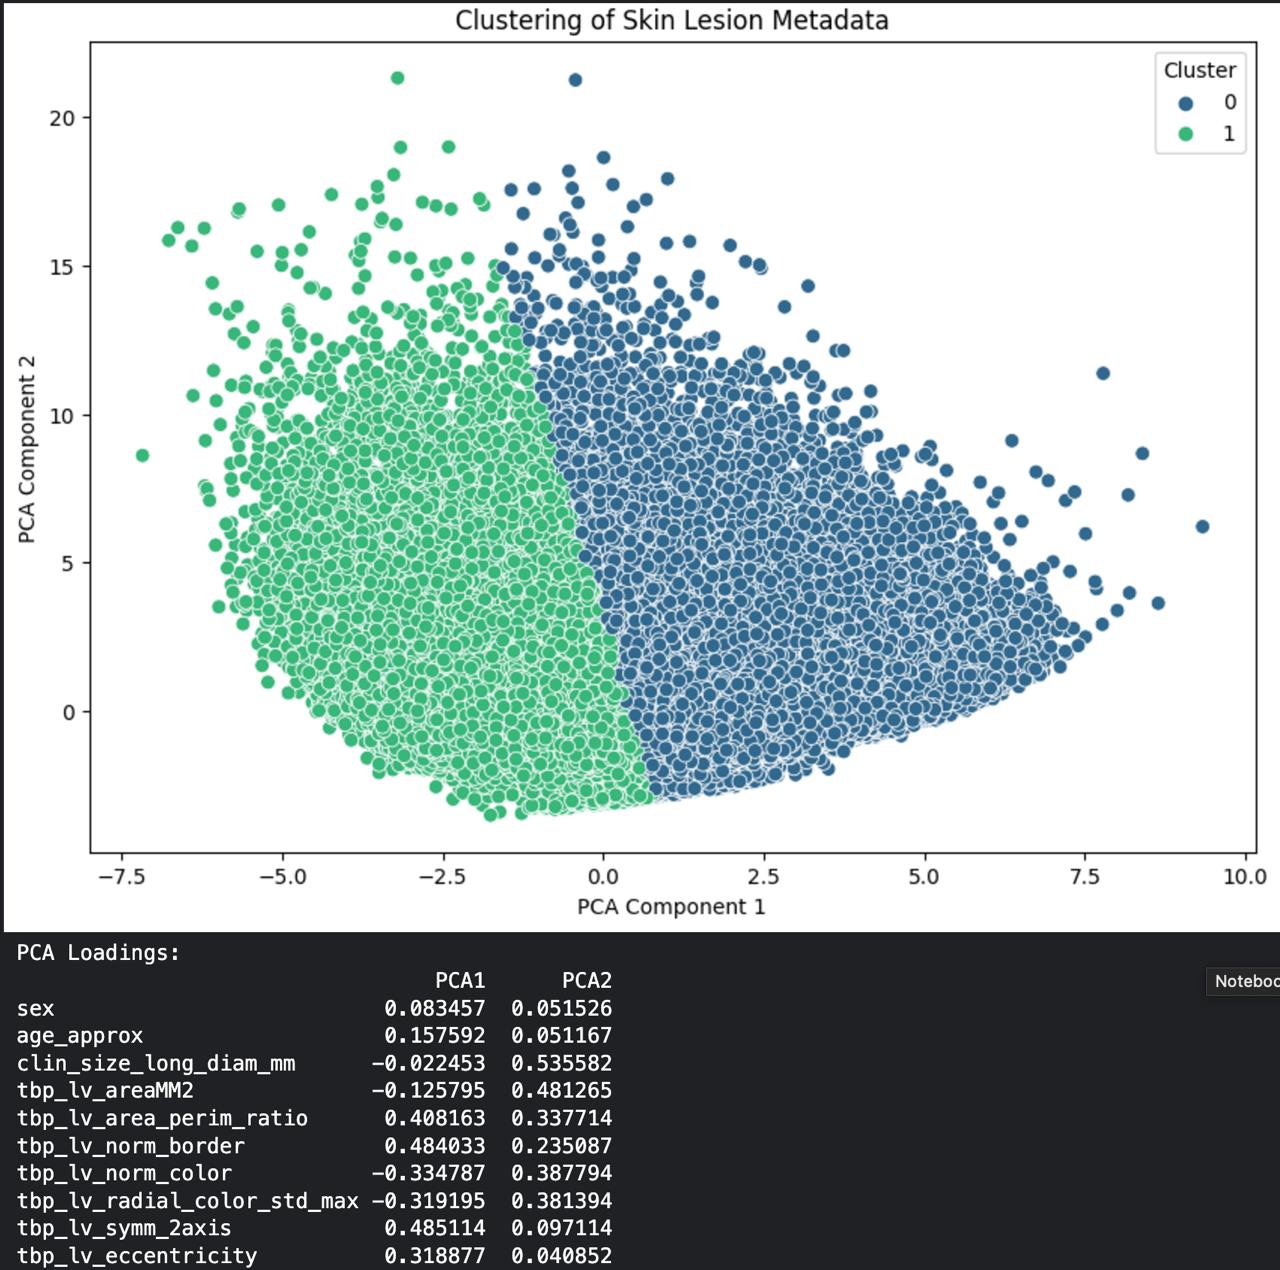 Clustering of Skin Lesion Metadata
Cluster
0
1
20
15
10
5
0
PCA Component 2
−7.5 −5.0 −2.5 0.0 2.5 5.0 7.5 10.0
PCA Component 1
PCA Loadings:
PCA1 PCA2
sex 0.083457 0.051526
age_approx 0.157592 0.051167
clin_size_long_diam_mm −0.022453 0.535582
tbp_lv_areaMM2 −0.125795 0.481265
tbp_lv_area_perim_ratio 0.408163 0.337714
tbp_lv_norm_border 0.484033 0.235087
tbp_lv_norm_color −0.334787 0.387794
tbp_lv_radial_color_std_max −0.319195 0.381394
tbp_lv_symm_2axis 0.485114 0.097114
tbp_lv_eccentricity 0.318877 0.040852